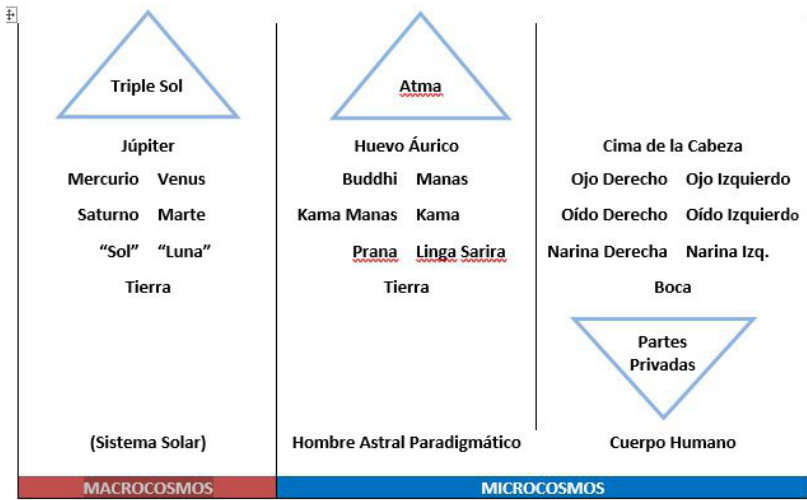 Triple Sol Atma
Júpiter Huevo Áurico Cima de la Cabeza
Mercurio Venus Buddhi Manas Ojo Derecho Ojo Izquierdo
Saturno Marte Kama Manas Kama Oído Derecho Oído Izquierdo
“Sol” “Luna” Prana Linga Sarira Narina Derecha Narina Izq.
Tierra Tierra Boca
Partes
Privadas
(Sistema Solar) Hombre Astral Paradigmático Cuerpo Humano
MACROCOSMOS MICROCOSMOS